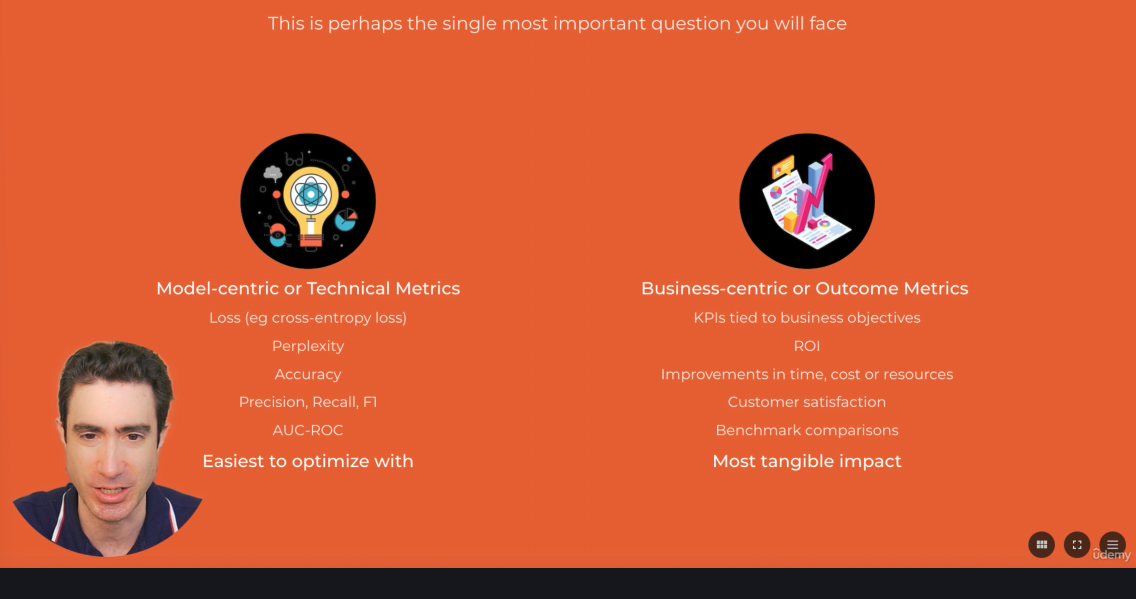 This is perhaps the single most important question you will face
Model-centric or Technical Metrics
Loss (eg cross-entropy loss)
Perplexity
Accuracy
Precision, Recall, F1
AUC-ROC
Easiest to optimize with
Business-centric or Outcome Metrics
KPIs tied to business objectives
ROI
Improvements in time, cost or resources
Customer satisfaction
Benchmark comparisons
Most tangible impact
ûdemy